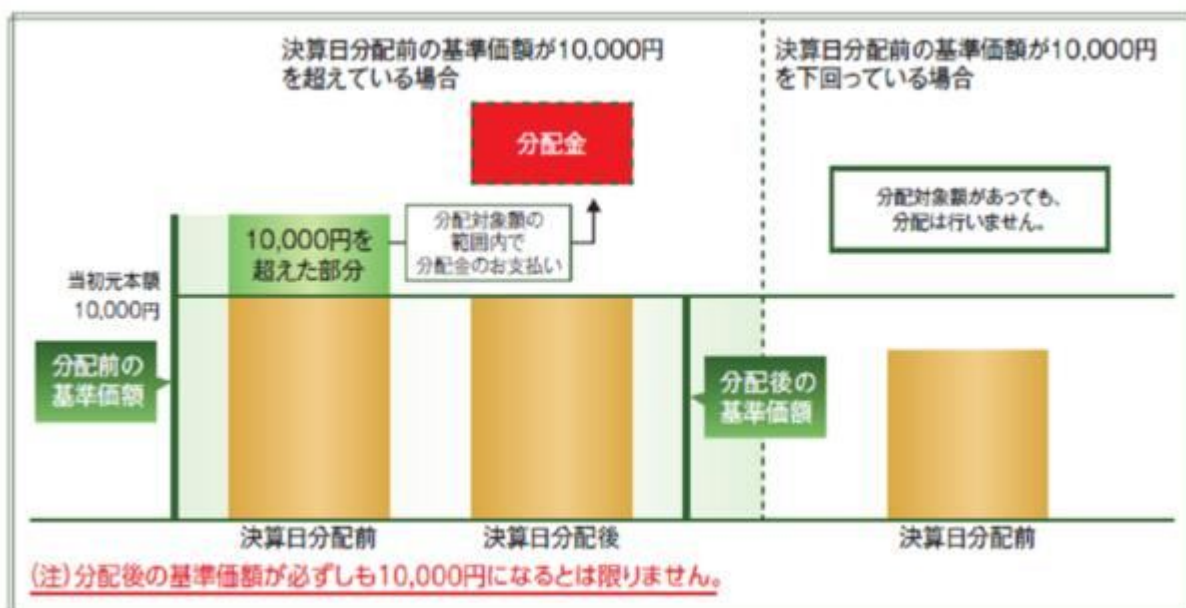 決算日分配前の基準価額が10,000円
を超えている場合
決算日分配前の基準価額が10,000円
を下回っている場合
分配金
分配対象額があっても、
分配は行いません。
10,000円を
超えた部分
分配対象額の
範囲内で
分配金のお支払い
当初元本額
10,000円
分配前の
基準価額
分配後の
基準価額
決算日分配前
決算日分配後
決算日分配前
(注)分配後の基準価額が必ずしも10,000円になるとは限りません。